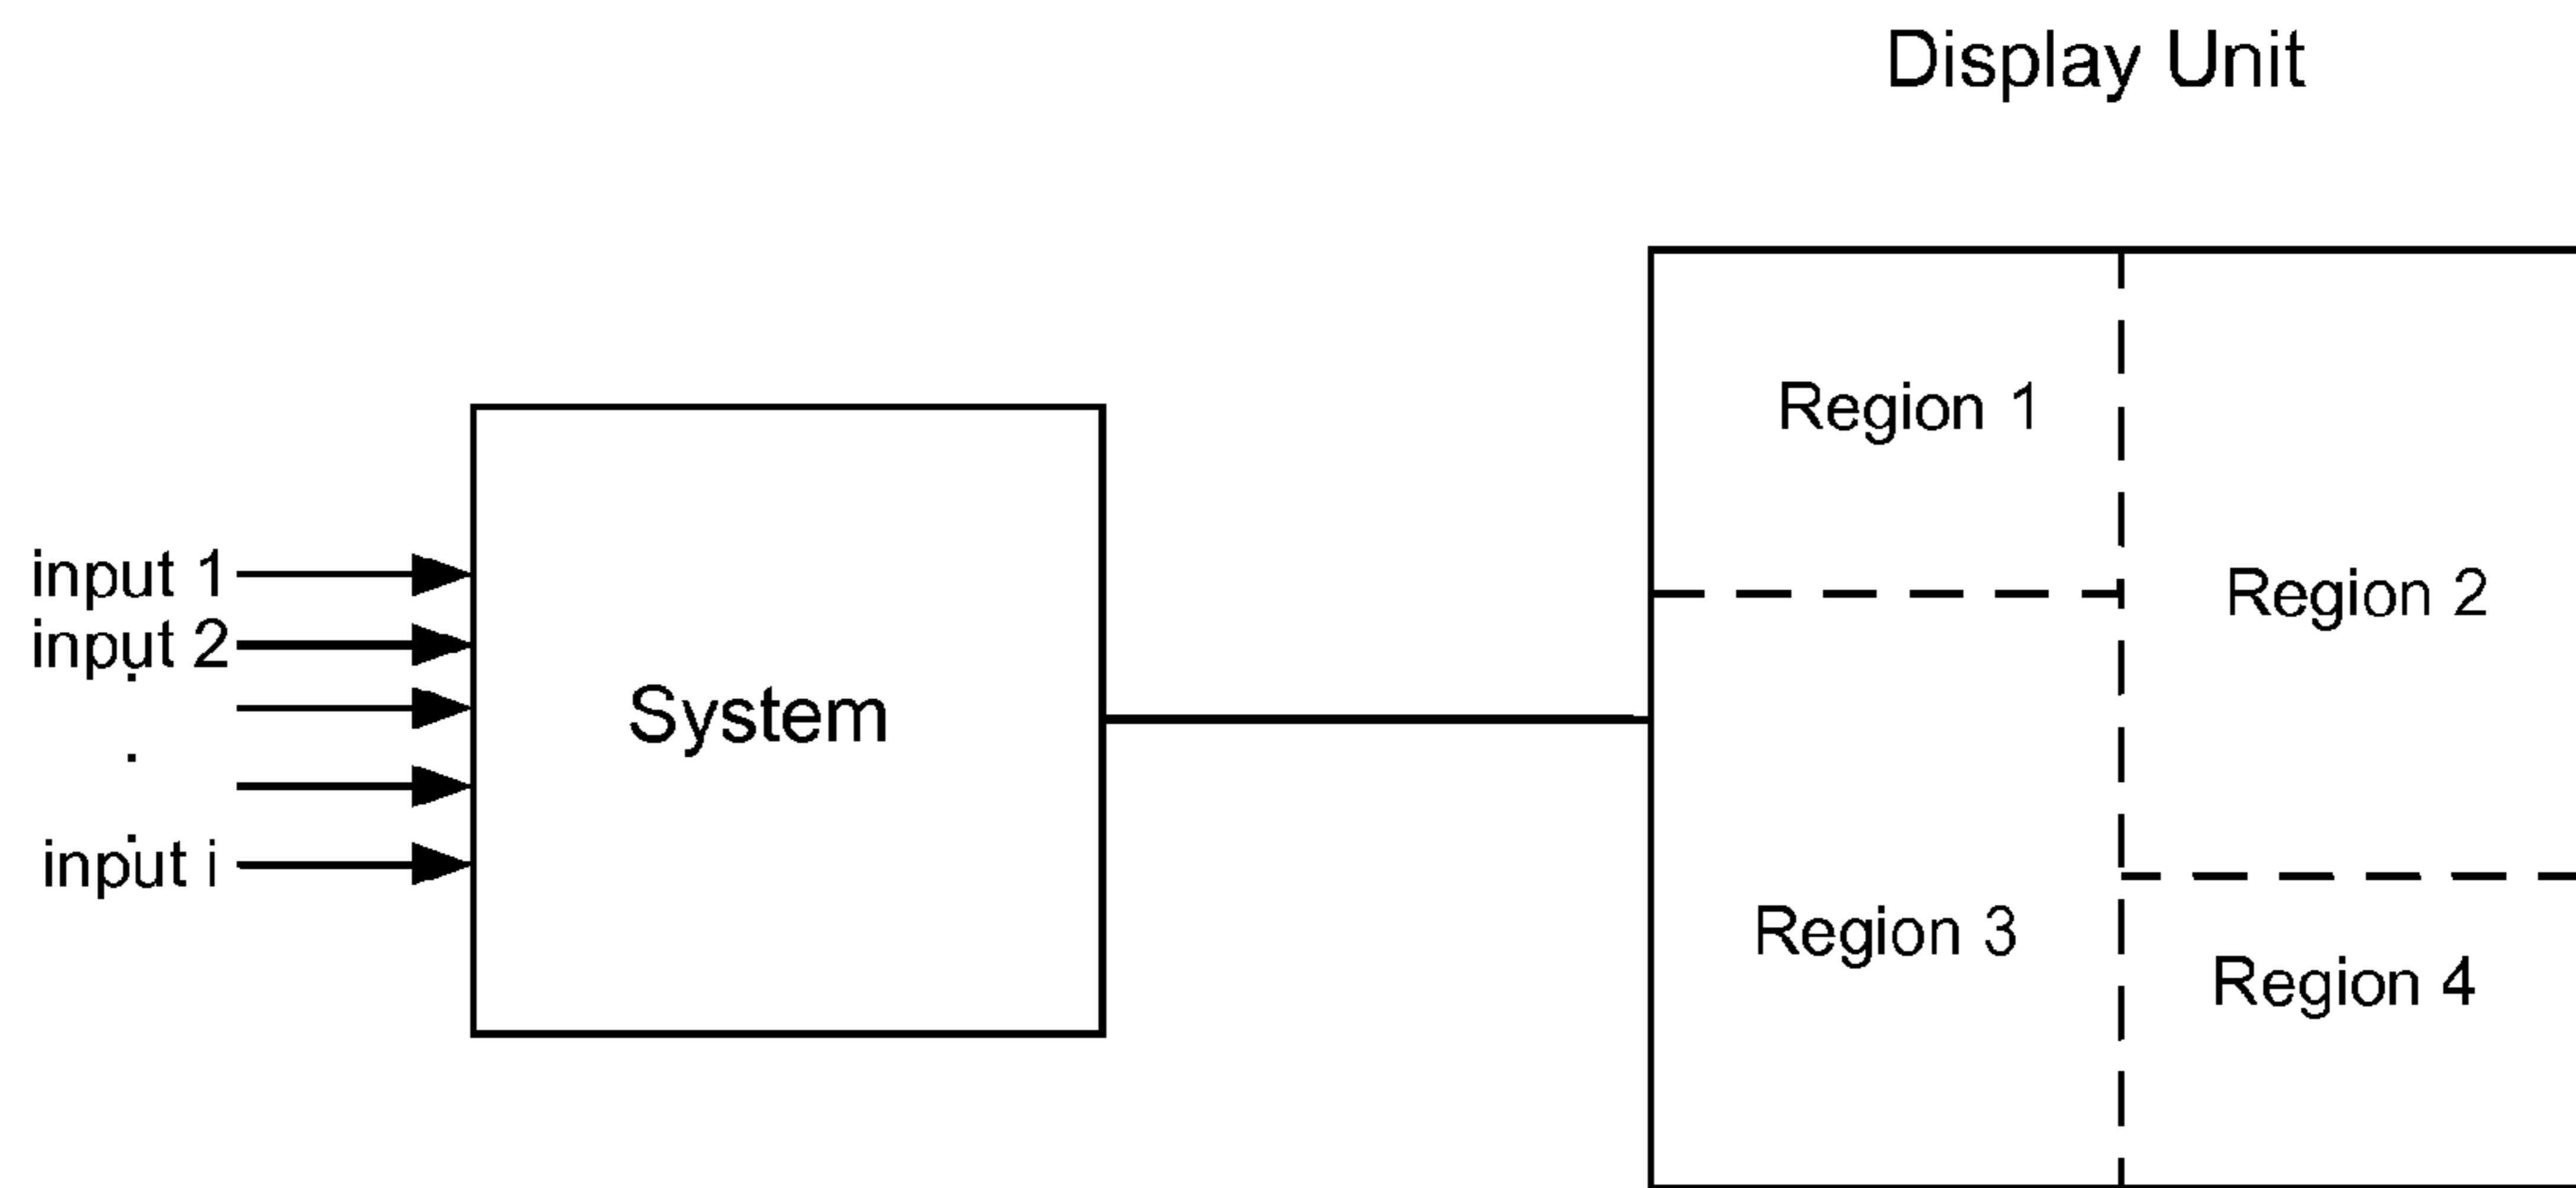 Display Unit
input 1
input 2
.
.
.
input i
System
Region 1
Region 2
Region 3
Region 4